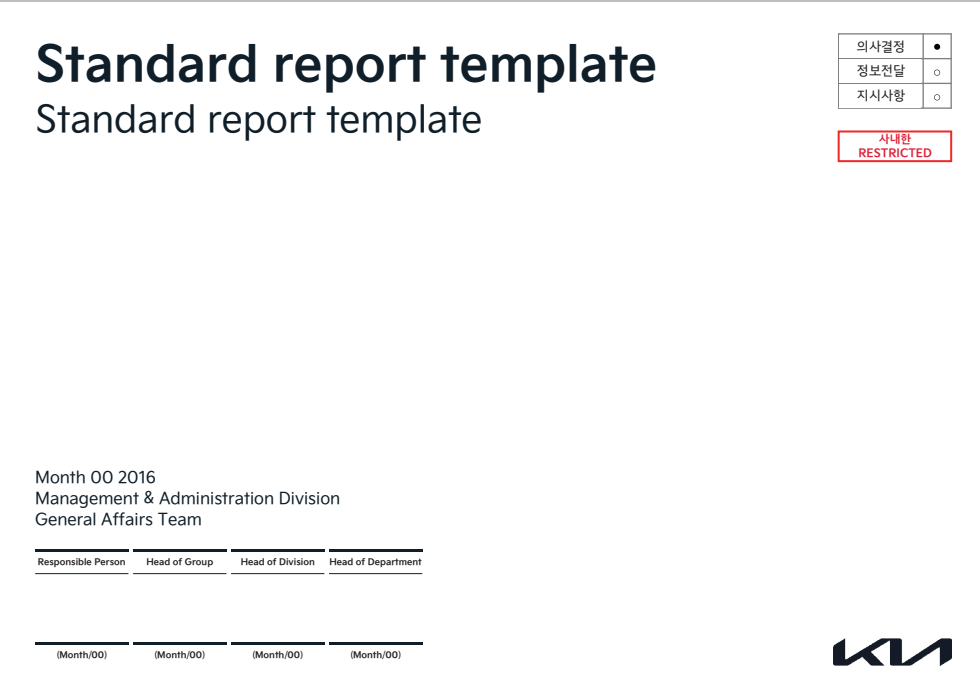 Standard report template
Standard report template
의사결정 ●
정보전달 ○
지시사항 ○
사내한
RESTRICTED
Month 00 2016
Management & Administration Division
General Affairs Team
Responsible Person Head of Group Head of Division Head of Department
(Month/00) (Month/00) (Month/00) (Month/00)
KIA